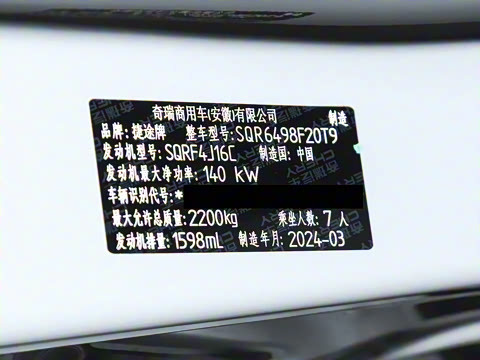 奇瑞商用车(安徽)有限公司 制造
品牌: 捷途牌 整车型号: SQR6498F20T9
发动机型号: SQRF4J16C 制造国: 中国
发动机最大净功率: 140 kW
车辆识别代号: *
最大允许总质量: 2200kg 乘坐人数: 7 人
发动机排量: 1598mL 制造年月: 2024-03